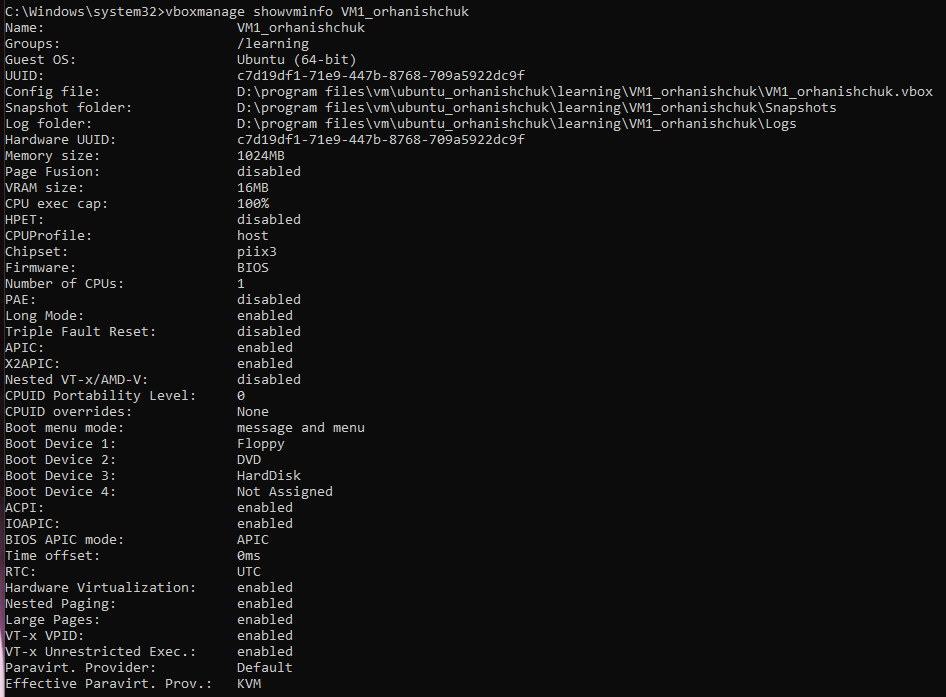 C:\Windows\system32>vboxmanage showvminfo VM1_orhanishchuk
Name: VM1_orhanishchuk
Groups: /learning
Guest OS: Ubuntu (64-bit)
UUID: c7d19df1-71e9-447b-8768-709a5922dc9f
Config file: D:\program files\vm\ubuntu_orhanishchuk\learning\VM1_orhanishchuk\VM1_orhanishchuk.vbox
Snapshot folder: D:\program files\vm\ubuntu_orhanishchuk\learning\VM1_orhanishchuk\Snapshots
Log folder: D:\program files\vm\ubuntu_orhanishchuk\learning\VM1_orhanishchuk\Logs
Hardware UUID: c7d19df1-71e9-447b-8768-709a5922dc9f
Memory size: 1024MB
Page Fusion: disabled
VRAM size: 16MB
CPU exec cap: 100%
HPET: disabled
CPUProfile: host
Chipset: piix3
Firmware: BIOS
Number of CPUs: 1
PAE: disabled
Long Mode: enabled
Triple Fault Reset: disabled
APIC: enabled
X2APIC: enabled
Nested VT-x/AMD-V: disabled
CPUID Portability Level: 0
CPUID overrides: None
Boot menu mode: message and menu
Boot Device 1: Floppy
Boot Device 2: DVD
Boot Device 3: HardDisk
Boot Device 4: Not Assigned
ACPI: enabled
IOAPIC: enabled
BIOS APIC mode: APIC
Time offset: 0ms
RTC: UTC
Hardware Virtualization: enabled
Nested Paging: enabled
Large Pages: enabled
VT-x VPID: enabled
VT-x Unrestricted Exec.: enabled
Paravirt. Provider: Default
Effective Paravirt. Prov.: KVM